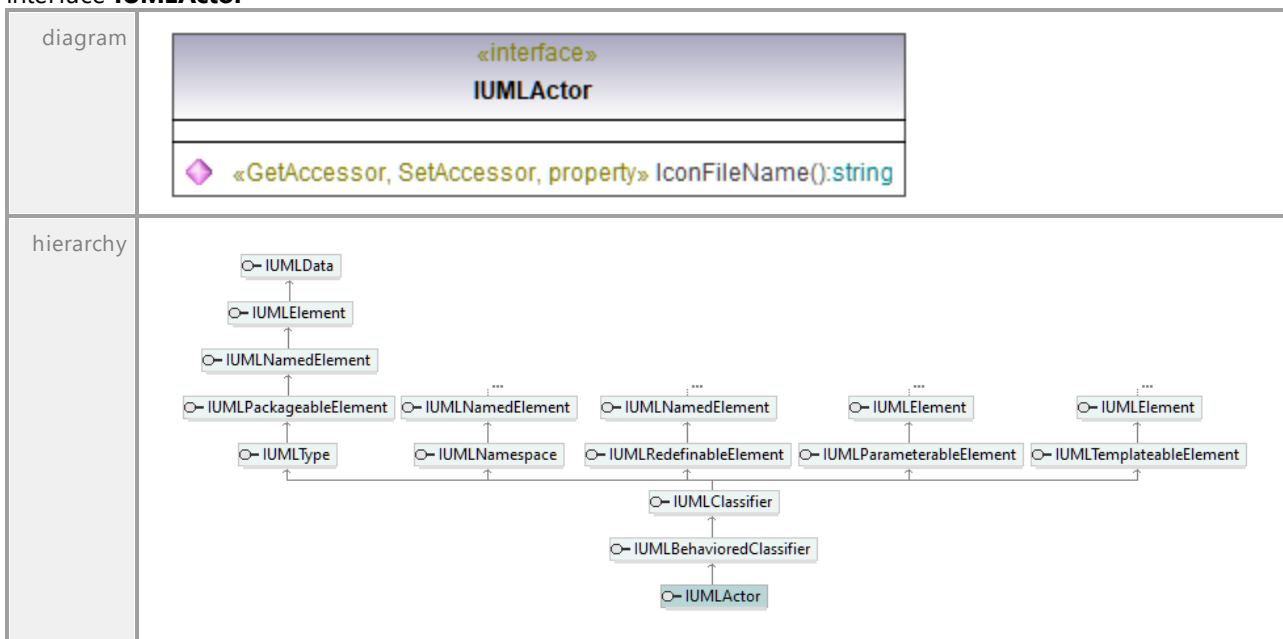 interface IUMLActor
diagram
«interface»
IUMLActor
«GetAccessor, SetAccessor, property» IconFileName():string
hierarchy
IUMLData
IUMLElement
IUMLNamedElement
... ... ... ...
IUMLPackageableElement IUMLNamedElement IUMLNamedElement IUMLElement IUMLElement
IUMLType IUMLNamespace IUMLRedefinableElement IUMLParameterableElement IUMLTemplateableElement
IUMLClassifier
IUMLBehavioredClassifier
IUMLActor